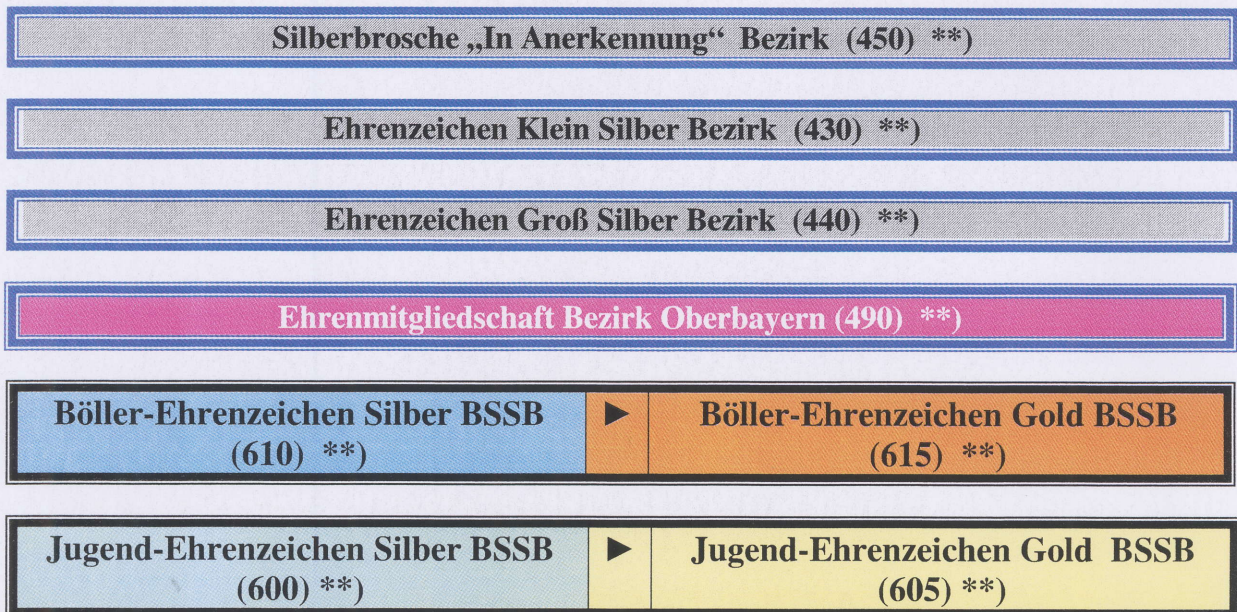 Silberbrosche „In Anerkennung“ Bezirk (450) **)
Ehrenzeichen Klein Silber Bezirk (430) **)
Ehrenzeichen Groß Silber Bezirk (440) **)
Ehrenmitgliedschaft Bezirk Oberbayern (490) **)
Böller-Ehrenzeichen Silber BSSB
(610) **)
►
Böller-Ehrenzeichen Gold BSSB
(615) **)
Jugend-Ehrenzeichen Silber BSSB
(600) **)
►
Jugend-Ehrenzeichen Gold BSSB
(605) **)